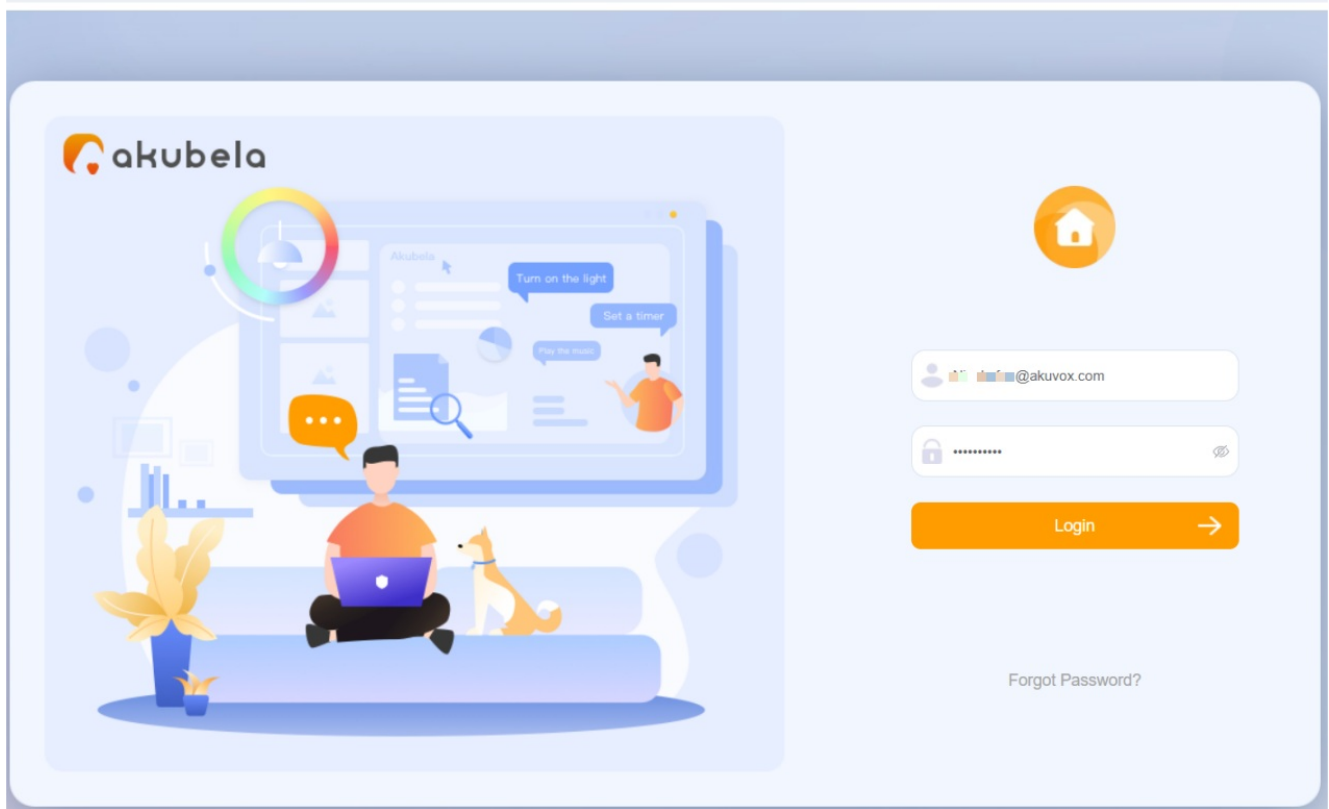 akubela
Akubela
Turn on the light
Set a timer
Play the music
@akuvox.com
••••••••••
Login
Forgot Password?